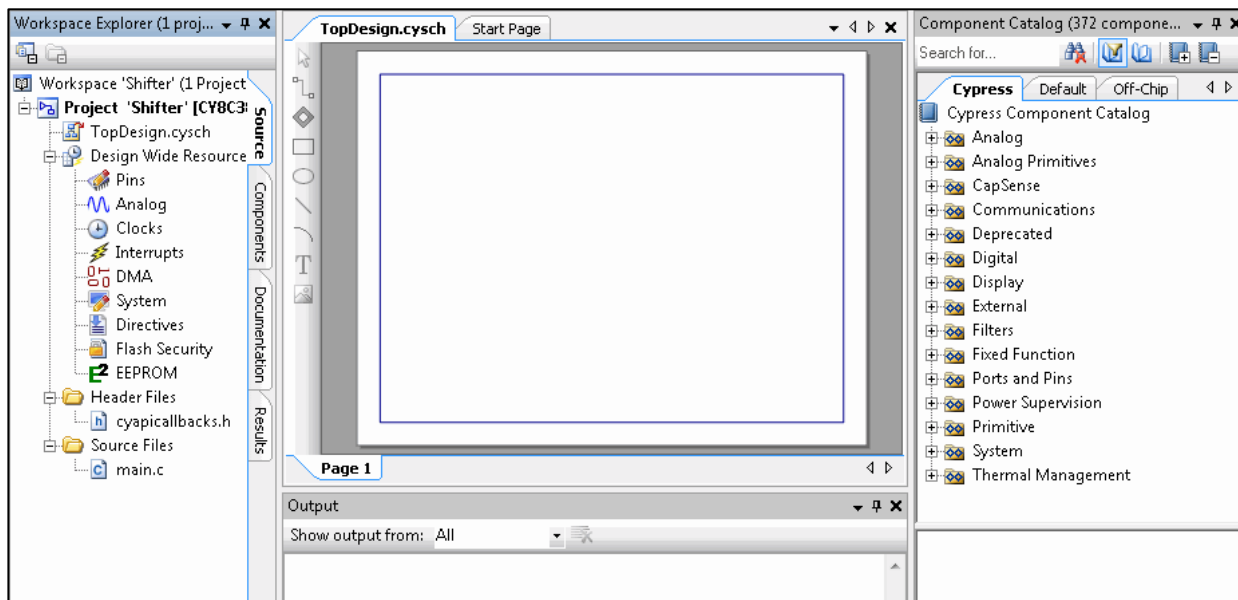 Workspace Explorer (1 proj...
Workspace 'Shifter' (1 Project
Project 'Shifter' [CY8C3
TopDesign.cysch
Design Wide Resource
Pins
Analog
Clocks
Interrupts
DMA
System
Directives
Flash Security
EEPROM
Header Files
cyapicallbacks.h
Source Files
main.c
Source
Components
Documentation
Results
TopDesign.cysch
Start Page
T
Page 1
Output
Show output from: All
Component Catalog (372 compone...
Search for...
Cypress
Default
Off-Chip
Cypress Component Catalog
Analog
Analog Primitives
CapSense
Communications
Deprecated
Digital
Display
External
Filters
Fixed Function
Ports and Pins
Power Supervision
Primitive
System
Thermal Management